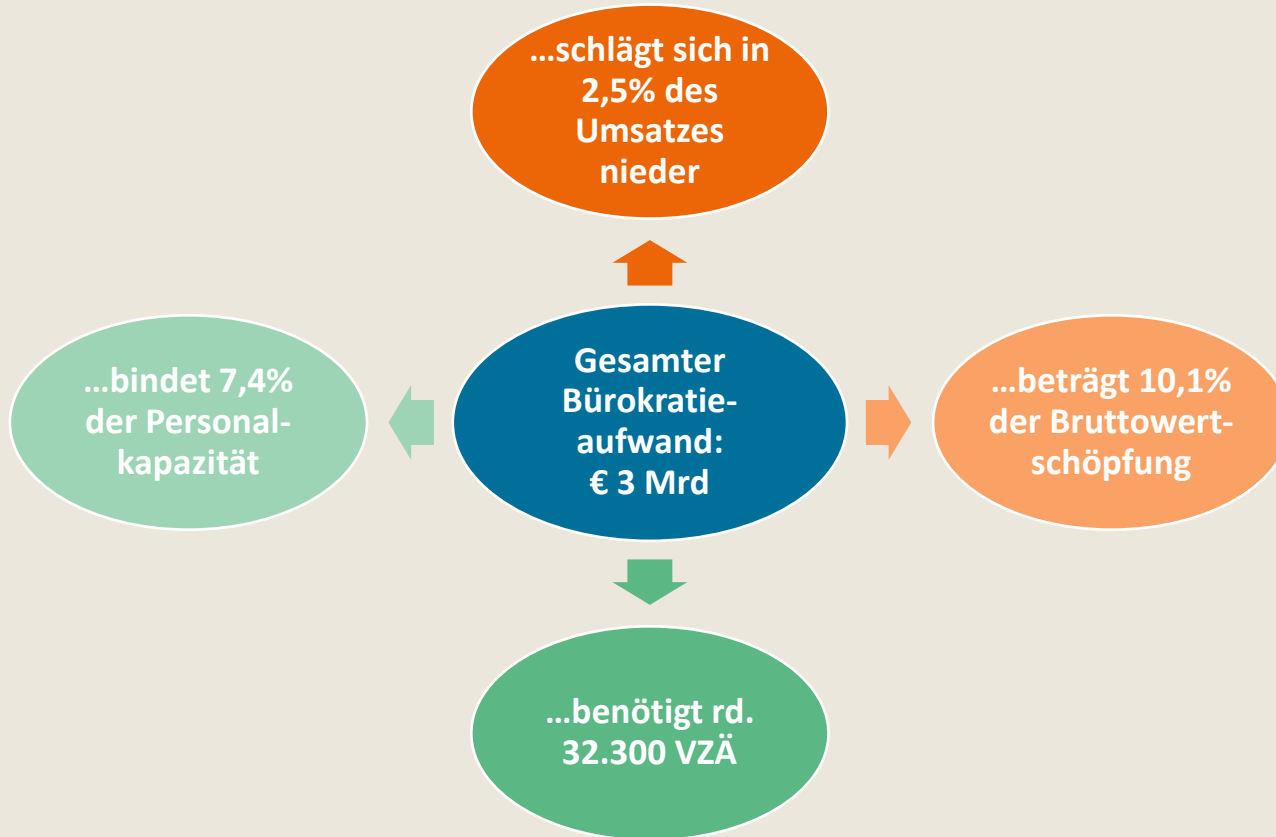 ...schlägt sich in
2,5% des
Umsatzes
nieder
...bindet 7,4%
der Personal-
kapazität
Gesamter
Bürokratie-
aufwand:
€ 3 Mrd
...beträgt 10,1%
der Bruttowert-
schöpfung
...benötigt rd.
32.300 VZÄ